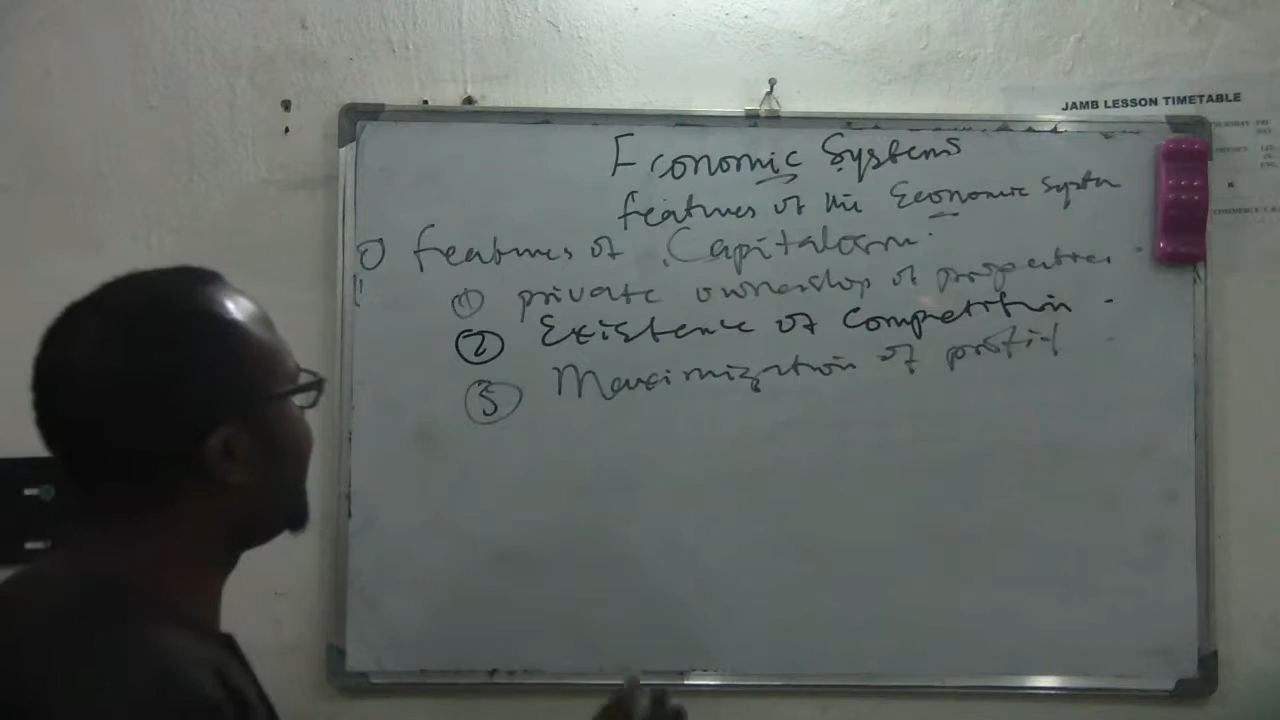 JAMB LESSON TIMETABLE
Economic Systems
features of the Economic System
features of Capitalism.
① private ownership of properties.
② Existence of Competition.
③ Maximization of profit.